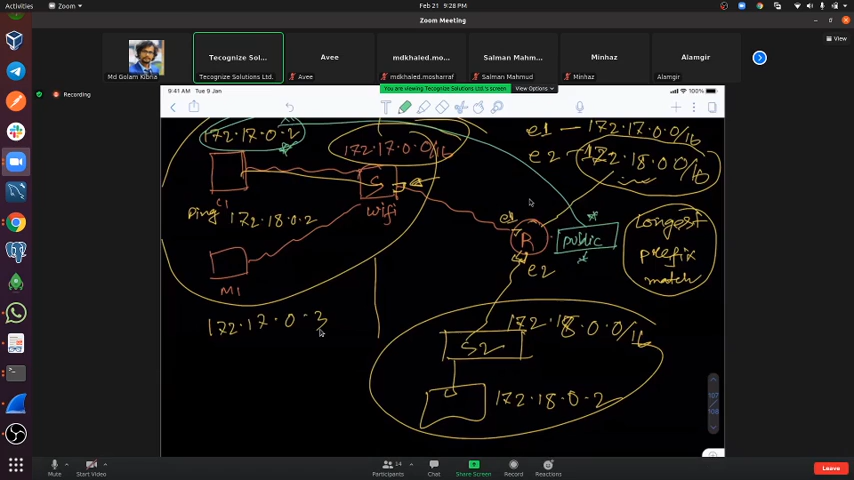 Activities
Zoom
Feb 21 9:28 PM
Zoom Meeting
View
Md Golam Kibria
Tecognize Sol...
Tecognize Solutions Ltd.
Avee
Avee
mdkhaled.mo...
mdkhaled.mosharraf
Salman Mahm...
Salman Mahmud
Minhaz
Minhaz
Alamgir
Alamgir
Recording
You are viewing Tecognize Solutions Ltd.'s screen
View Options
9:41 AM Tue 9 Jan
100%
172.17.0.2
172.17.0.0/16
e1 — 172.17.0.0/16
e2 — 172.18.0.0/16
C1
S
wifi
ping 172.18.0.2
e1
R
public
Longest
prefix
match
M1
e2
172.17.0.3
172.18.0.0/16
S2
172.18.0.2
107
108
Mute
Start Video
14
Participants
Chat
Share Screen
Record
Reactions
Leave